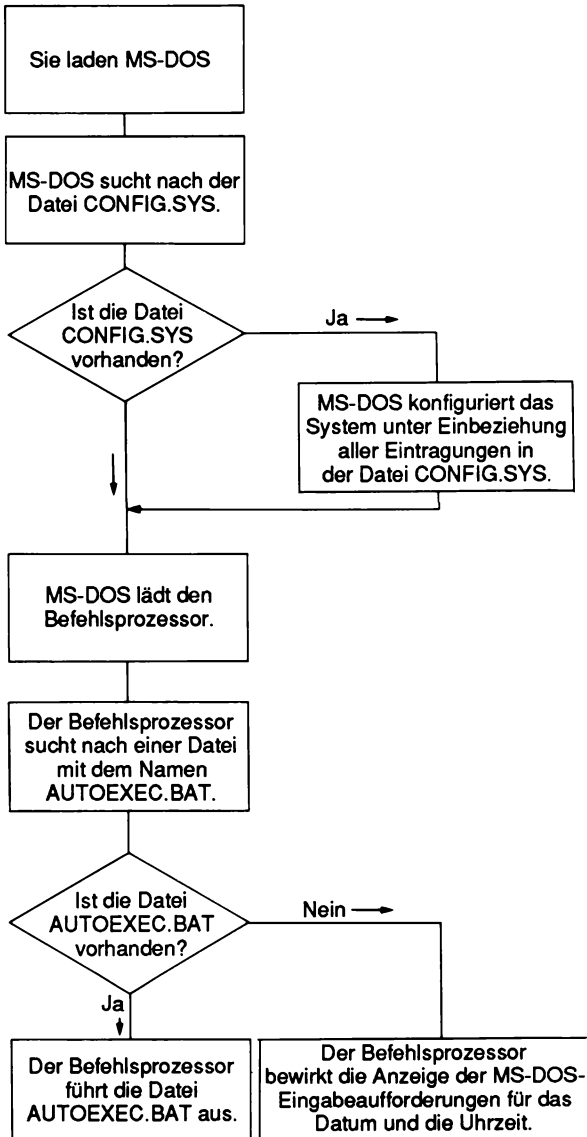 Sie laden MS-DOS
MS-DOS sucht nach der
Datei CONFIG.SYS.
Ist die Datei
CONFIG.SYS
vorhanden?
Ja
MS-DOS konfiguriert das
System unter Einbeziehung
aller Eintragungen in
der Datei CONFIG.SYS.
MS-DOS lädt den
Befehlsprozessor.
Der Befehlsprozessor
sucht nach einer Datei
mit dem Namen
AUTOEXEC.BAT.
Ist die Datei
AUTOEXEC.BAT
vorhanden?
Nein
Ja
Der Befehlsprozessor
führt die Datei
AUTOEXEC.BAT aus.
Der Befehlsprozessor
bewirkt die Anzeige der MS-DOS-
Eingabeaufforderungen für das
Datum und die Uhrzeit.